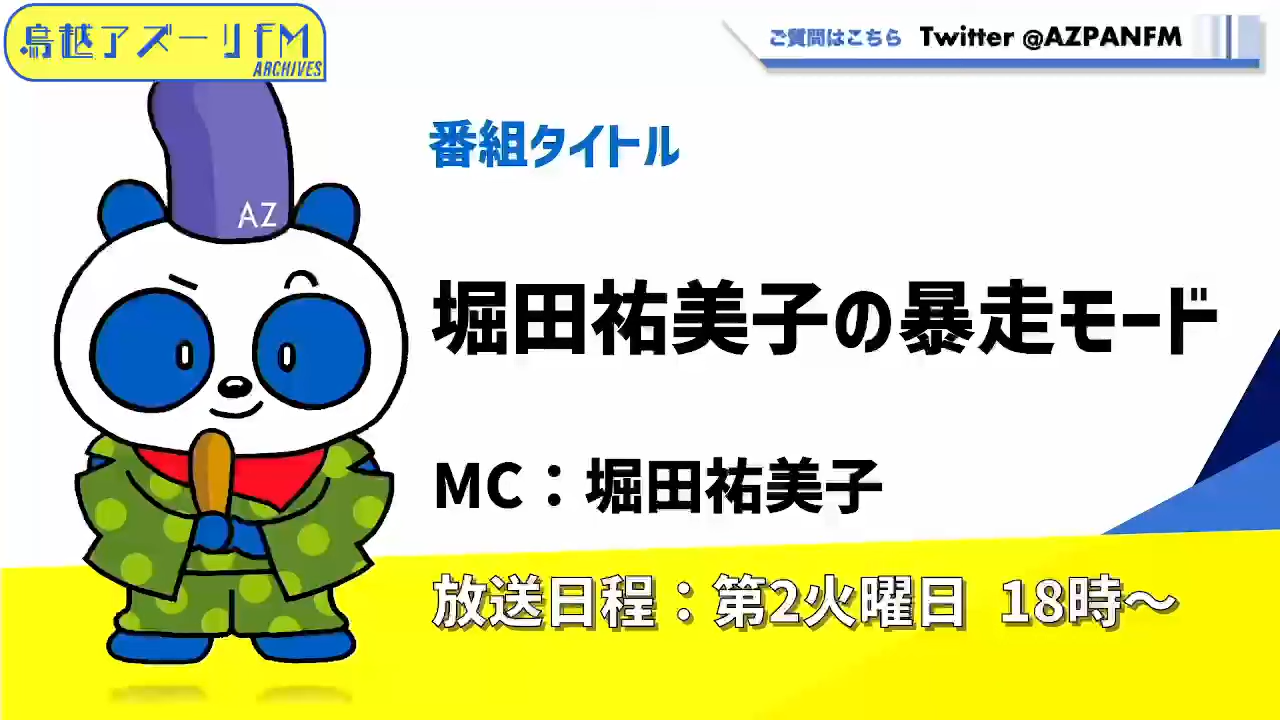 鳥越アズーリFM
ARCHIVES
ご質問はこちら Twitter @AZPANFM
AZ
番組タイトル
堀田祐美子の暴走モード
MC：堀田祐美子
放送日程：第2火曜日 18時～